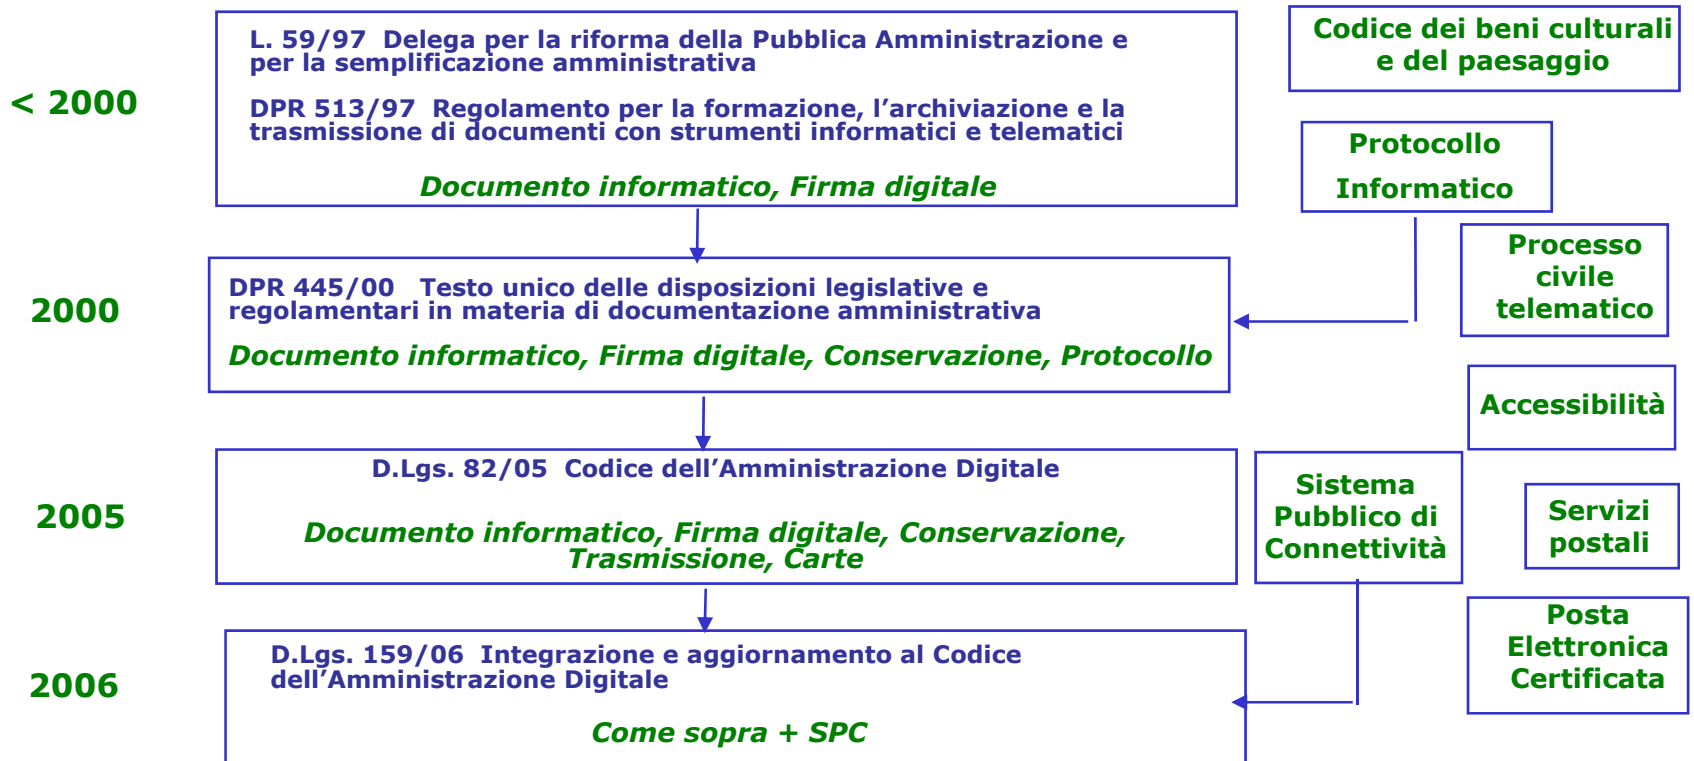 < 2000
L. 59/97 Delega per la riforma della Pubblica Amministrazione e
per la semplificazione amministrativa
DPR 513/97 Regolamento per la formazione, l’archiviazione e la
trasmissione di documenti con strumenti informatici e telematici
Documento informatico, Firma digitale
Codice dei beni culturali
e del paesaggio
Protocollo
Informatico
2000
DPR 445/00 Testo unico delle disposizioni legislative e
regolamentari in materia di documentazione amministrativa
Documento informatico, Firma digitale, Conservazione, Protocollo
Processo
civile
telematico
Accessibilità
2005
D.Lgs. 82/05 Codice dell’Amministrazione Digitale
Documento informatico, Firma digitale, Conservazione,
Trasmissione, Carte
Sistema
Pubblico di
Connettività
Servizi
postali
2006
D.Lgs. 159/06 Integrazione e aggiornamento al Codice
dell’Amministrazione Digitale
Come sopra + SPC
Posta
Elettronica
Certificata